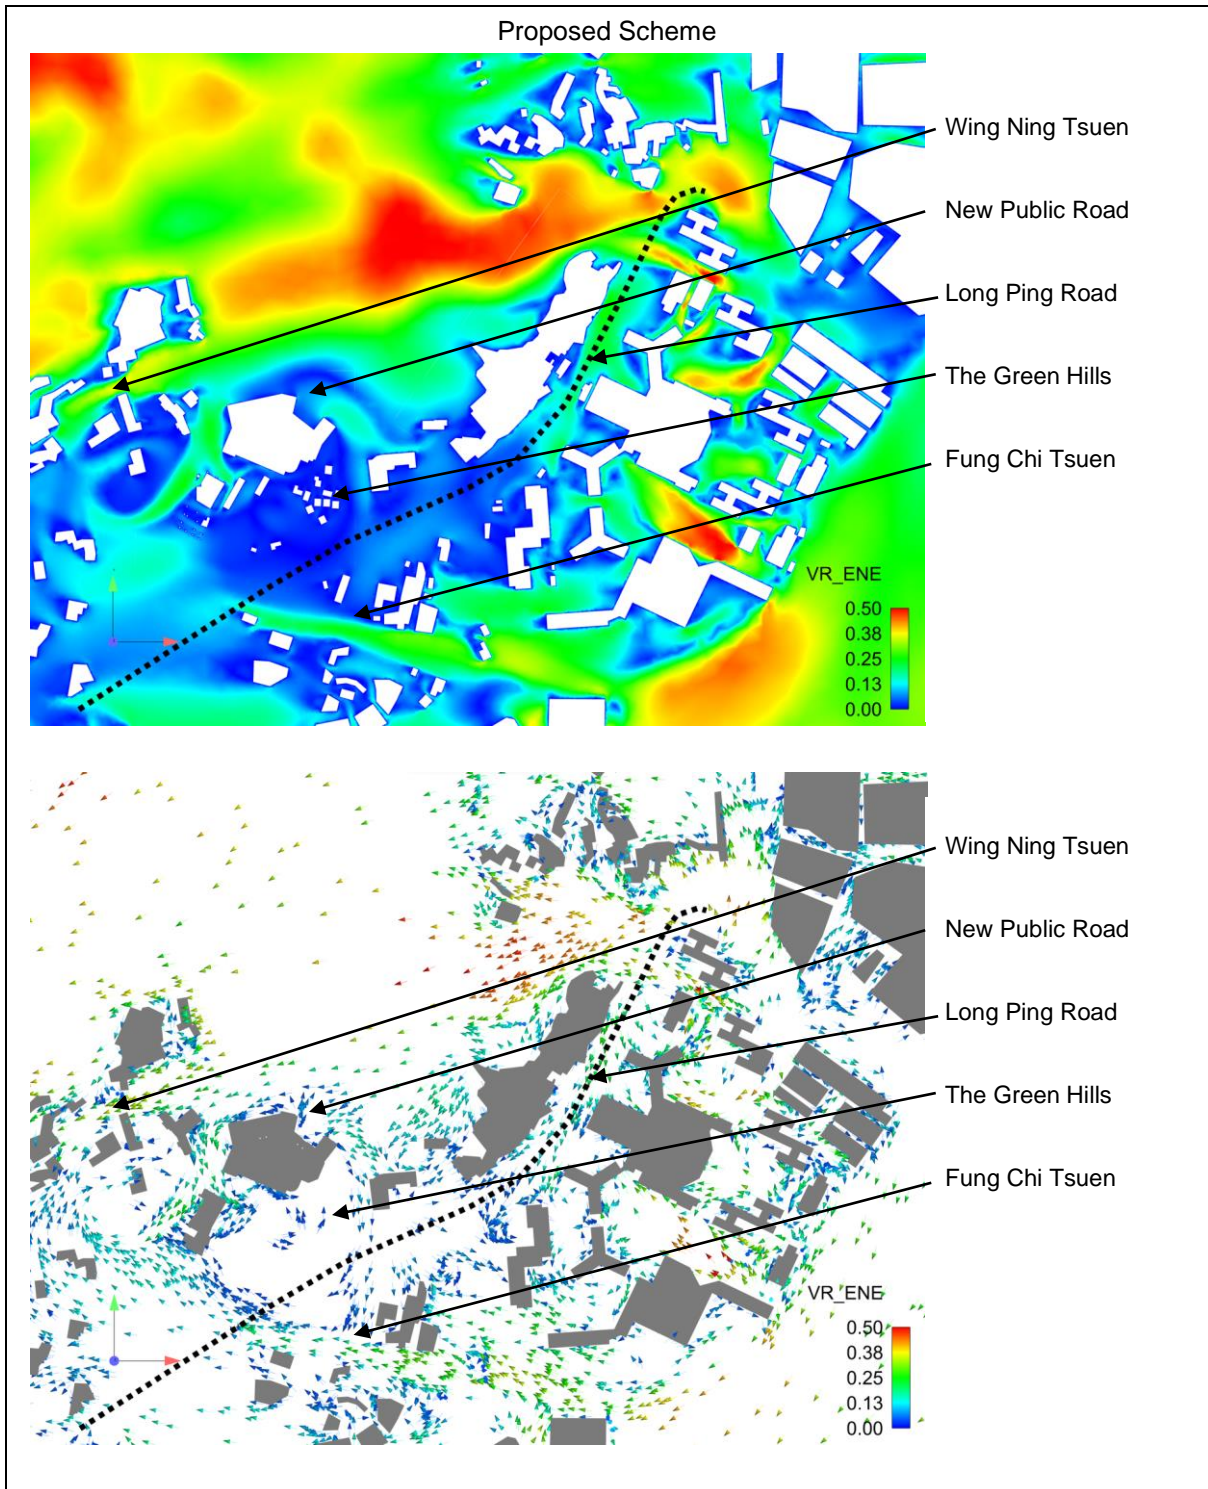 Proposed Scheme
Wing Ning Tsuen
New Public Road
Long Ping Road
The Green Hills
Fung Chi Tsuen
VR_ENE
0.50
0.38
0.25
0.13
0.00
Wing Ning Tsuen
New Public Road
Long Ping Road
The Green Hills
Fung Chi Tsuen
VR_ENE
0.50
0.38
0.25
0.13
0.00